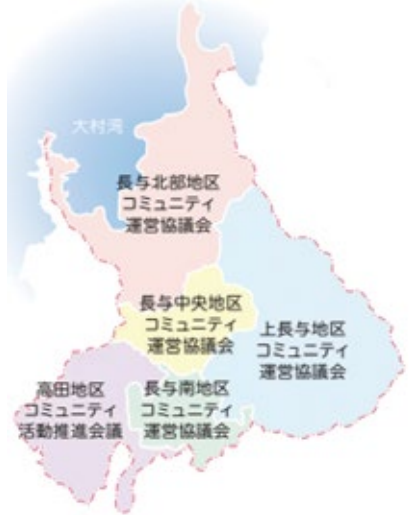 大村湾
長与北部地区
コミュニティ
運営協議会
長与中央地区
コミュニティ
運営協議会
上長与地区
コミュニティ
運営協議会
高田地区
コミュニティ
活動推進会議
長与南地区
コミュニティ
運営協議会